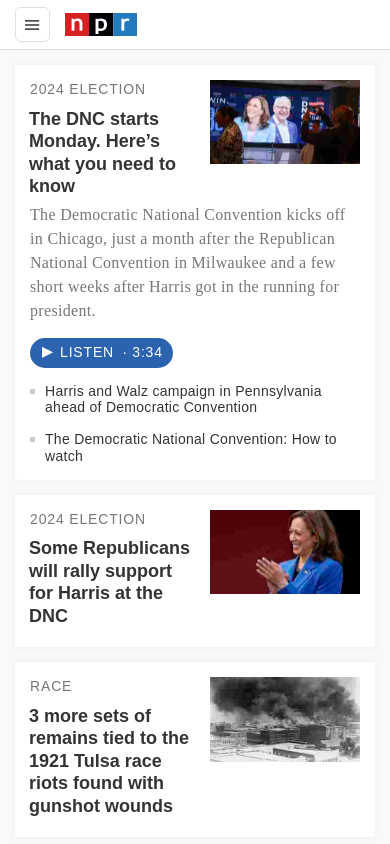 npr
2024 ELECTION
The DNC starts
Monday. Here’s
what you need to
know
The Democratic National Convention kicks off
in Chicago, just a month after the Republican
National Convention in Milwaukee and a few
short weeks after Harris got in the running for
president.
LISTEN · 3:34
Harris and Walz campaign in Pennsylvania
ahead of Democratic Convention
The Democratic National Convention: How to
watch
2024 ELECTION
Some Republicans
will rally support
for Harris at the
DNC
RACE
3 more sets of
remains tied to the
1921 Tulsa race
riots found with
gunshot wounds